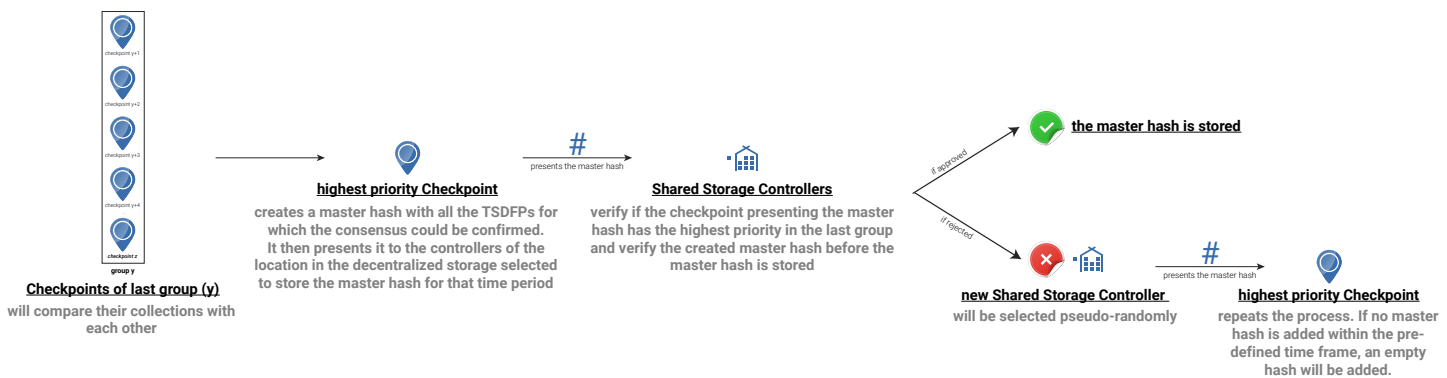 checkpoint y+1
checkpoint y+2
checkpoint y+3
checkpoint y+4
checkpoint z
group y
Checkpoints of last group (y)
will compare their collections with
each other
highest priority Checkpoint
creates a master hash with all the TSDFPs for
which the consensus could be confirmed.
It then presents it to the controllers of the
location in the decentralized storage selected
to store the master hash for that time period
#
presents the master hash
Shared Storage Controllers
verify if the checkpoint presenting the master
hash has the highest priority in the last group
and verify the created master hash before the
master hash is stored
if approved
the master hash is stored
if rejected
new Shared Storage Controller
will be selected pseudo-randomly
#
presents the master hash
highest priority Checkpoint
repeats the process. If no master
hash is added within the pre-
defined time frame, an empty
hash will be added.